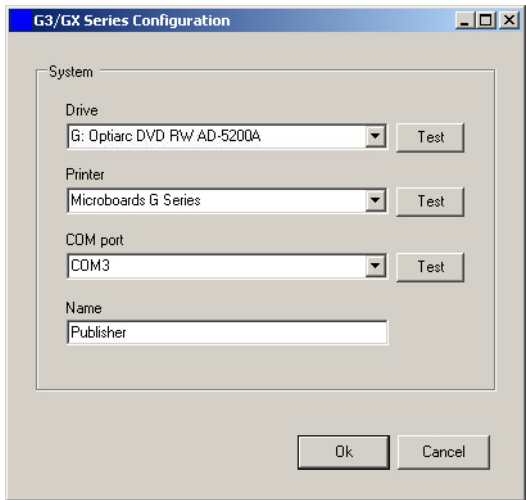 G3/GX Series Configuration
System
Drive
G: Optiarc DVD RW AD-5200A
Test
Printer
Microboards G Series
Test
COM port
COM3
Test
Name
Publisher
Ok
Cancel